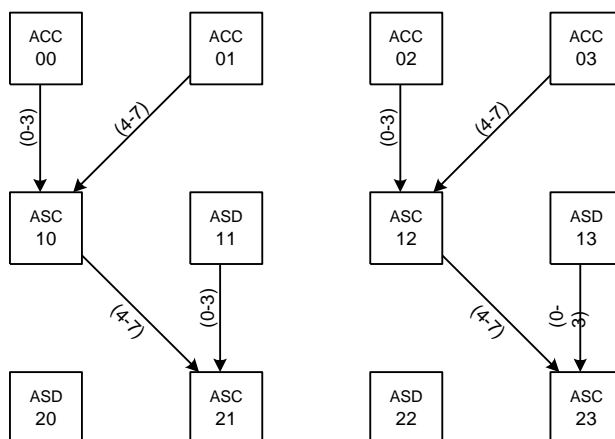 ACC
00
ACC
01
ACC
02
ACC
03
(0-3)
(4-7)
(0-3)
(4-7)
ASC
10
ASD
11
ASC
12
ASD
13
(4-7)
(0-3)
(4-7)
(0-
3)
ASD
20
ASC
21
ASD
22
ASC
23